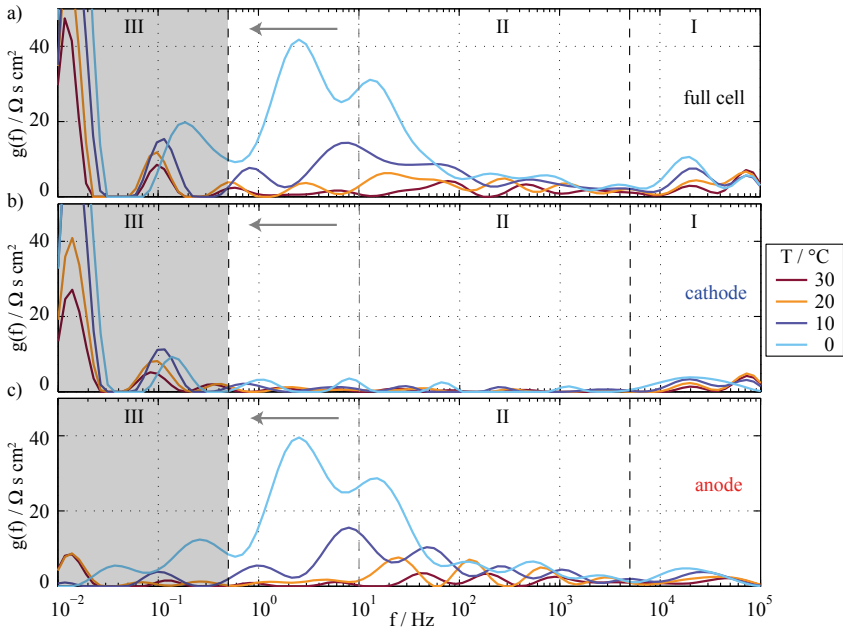 a)
III
II
I
40
20
0
g(f) / Ω s cm²
full cell
b)
III
II
I
40
20
0
g(f) / Ω s cm²
cathode
T / °C
30
20
10
0
c)
III
II
40
20
0
g(f) / Ω s cm²
anode
10⁻² 10⁻¹ 10⁰ 10¹ 10² 10³ 10⁴ 10⁵
f / Hz